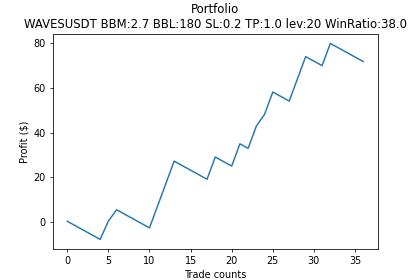 Portfolio
WAVESUSDT BBM:2.7 BBL:180 SL:0.2 TP:1.0 lev:20 WinRatio:38.0
80
60
40
20
0
Profit ($)
0 5 10 15 20 25 30 35
Trade counts